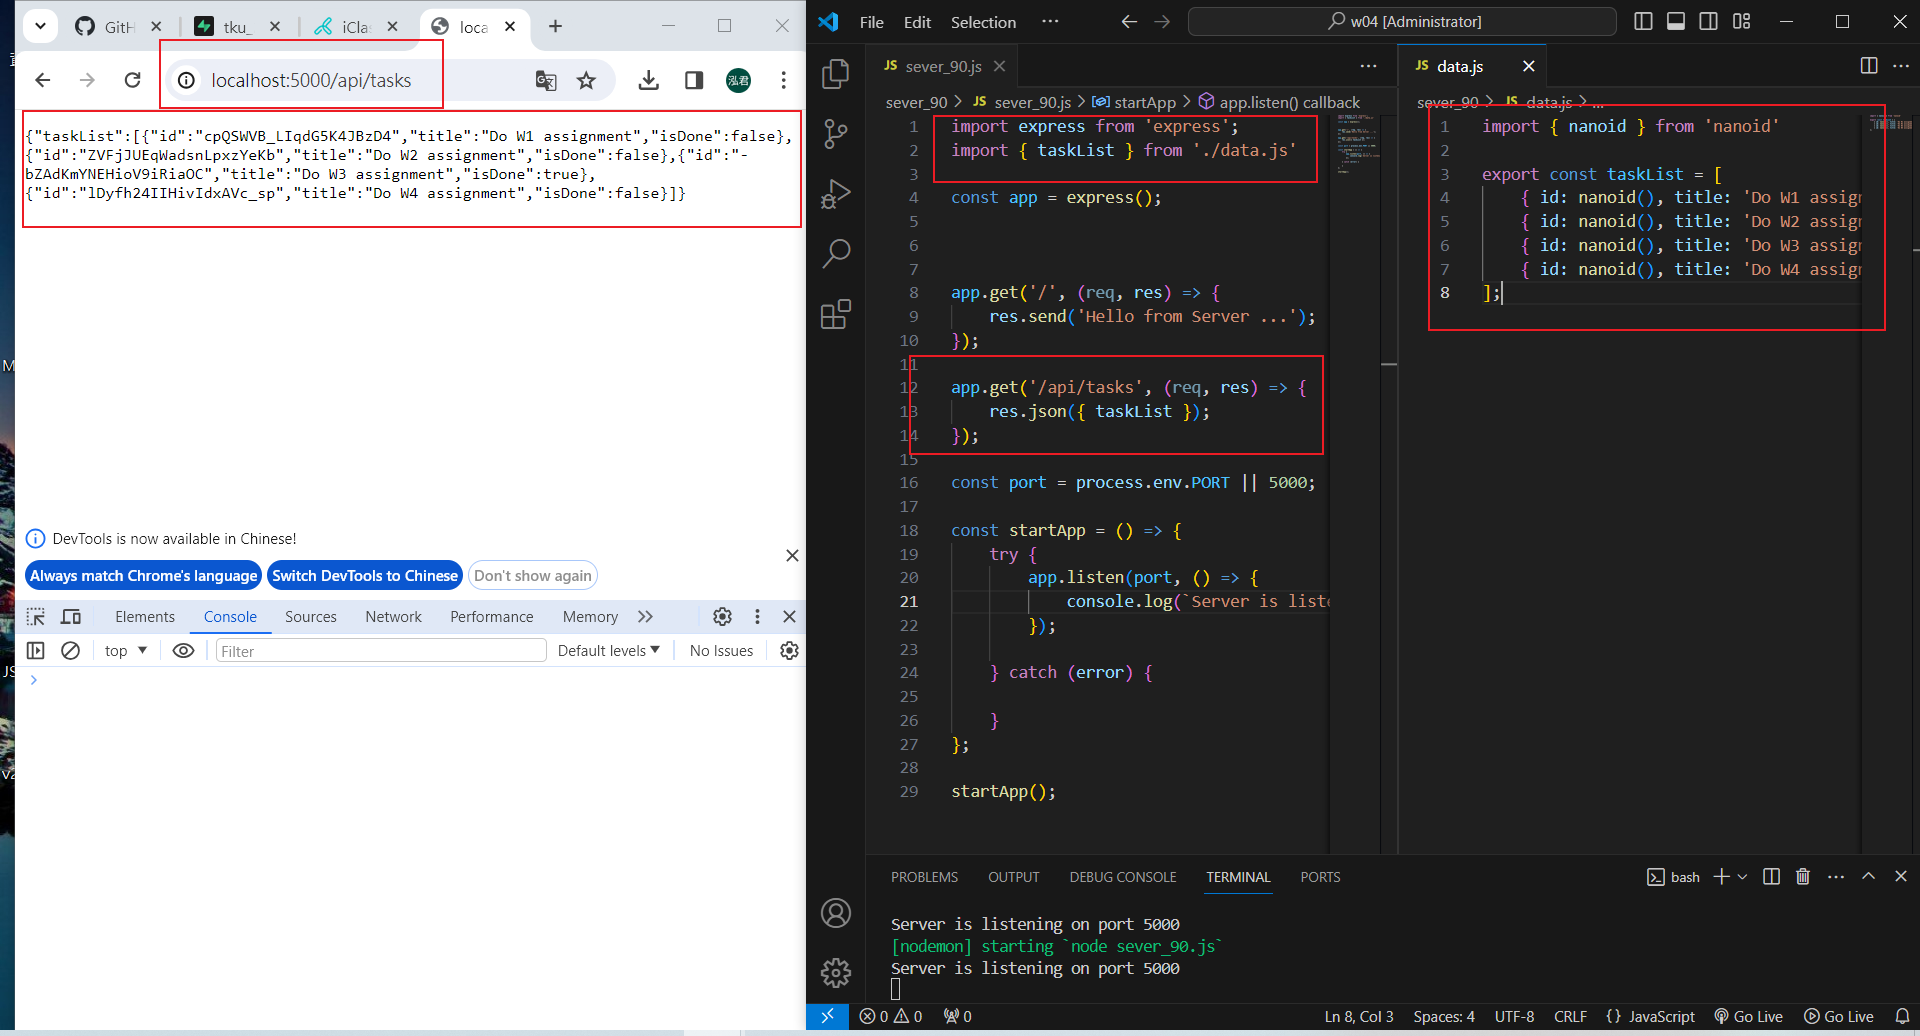 GitH
tku_
iClas
loca
localhost:5000/api/tasks
泓君
{"taskList":[{"id":"cpQSWVB_LIqdG5K4JBzD4","title":"Do W1 assignment","isDone":false},
{"id":"ZVFjJUEqWadsnLpxzYeKb","title":"Do W2 assignment","isDone":false},{"id":"-
bZAdKmYNEHioV9iRiaOC","title":"Do W3 assignment","isDone":true},
{"id":"lDyfh24IIHivIdxAVc_sp","title":"Do W4 assignment","isDone":false}]}
DevTools is now available in Chinese!
Always match Chrome's language
Switch DevTools to Chinese
Don't show again
Elements
Console
Sources
Network
Performance
Memory
top
Filter
Default levels
No Issues
File
Edit
Selection
w04 [Administrator]
JS sever_90.js
sever_90 > JS sever_90.js > startApp > app.listen() callback
1 import express from 'express';
2 import { taskList } from './data.js'
3
4 const app = express();
5
6
7
8 app.get('/', (req, res) => {
9 res.send('Hello from Server ...');
10 });
11
12 app.get('/api/tasks', (req, res) => {
13 res.json({ taskList });
14 });
15
16 const port = process.env.PORT || 5000;
17
18 const startApp = () => {
19 try {
20 app.listen(port, () => {
21 console.log(`Server is liste
22 });
23
24 } catch (error) {
25
26 }
27 };
28
29 startApp();
JS data.js
sever_90 > JS data.js > ...
1 import { nanoid } from 'nanoid'
2
3 export const taskList = [
4 { id: nanoid(), title: 'Do W1 assign
5 { id: nanoid(), title: 'Do W2 assign
6 { id: nanoid(), title: 'Do W3 assign
7 { id: nanoid(), title: 'Do W4 assign
8 ];
PROBLEMS
OUTPUT
DEBUG CONSOLE
TERMINAL
PORTS
bash
Server is listening on port 5000
[nodemon] starting `node sever_90.js`
Server is listening on port 5000
0
0
0
Ln 8, Col 3
Spaces: 4
UTF-8
CRLF
{} JavaScript
Go Live
Go Live